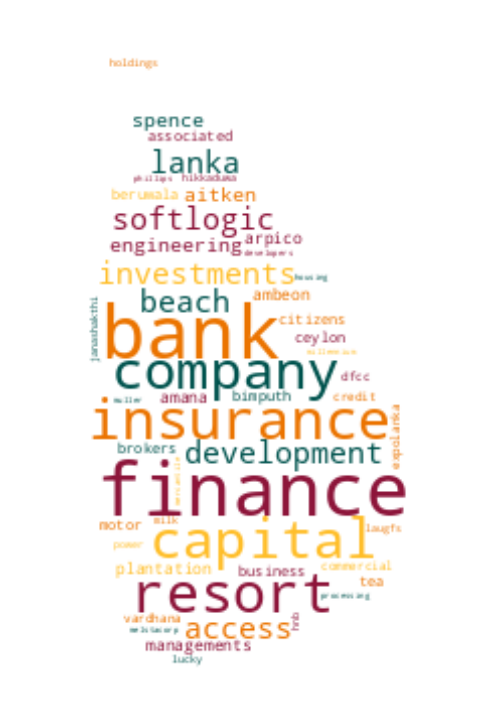 holdings
spence
associated
lanka
phillips hikkaduwa
beruwala aitken
softlogic
arpico
engineering
developers
investments housing
beach ambeon
janashakthi
bank citizens
ceylon
millennium
company dfcc
muller amana bimputh credit
insurance
expolanka
brokers development
mercantile
finance
motor milk laugfs
capital
power
plantation business commercial
tea
resort processing
vardhana hnb
melstacorp access
managements
lucky